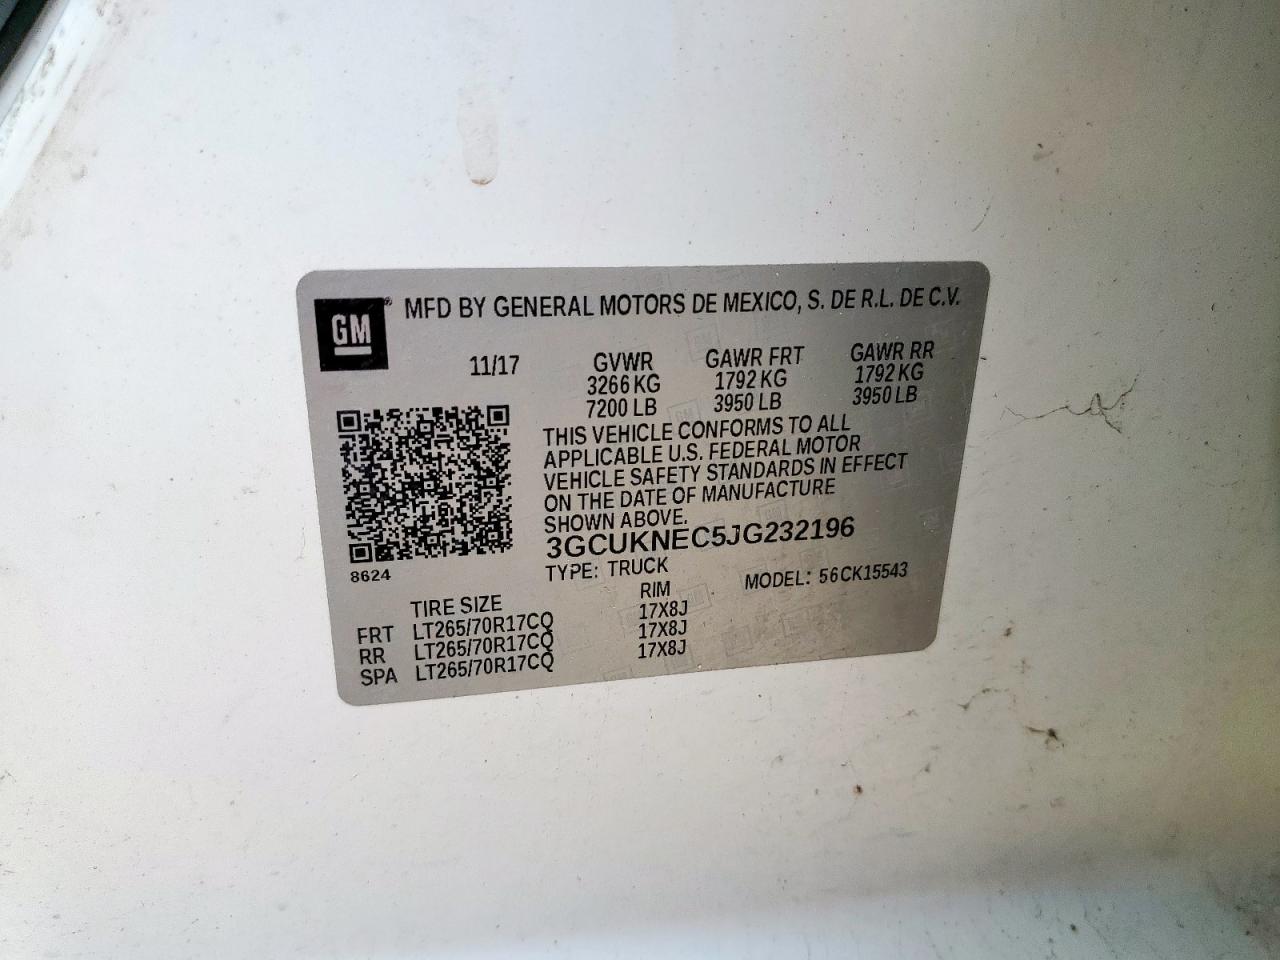 GM® MFD BY GENERAL MOTORS DE MEXICO, S. DE R.L. DE C.V.
11/17 GVWR GAWR FRT GAWR RR
3266 KG 1792 KG 1792 KG
7200 LB 3950 LB 3950 LB
THIS VEHICLE CONFORMS TO ALL
APPLICABLE U.S. FEDERAL MOTOR
VEHICLE SAFETY STANDARDS IN EFFECT
ON THE DATE OF MANUFACTURE
SHOWN ABOVE.
3GCUKNEC5JG232196
8624 TYPE: TRUCK MODEL: 56CK15543
TIRE SIZE RIM
FRT LT265/70R17CQ 17X8J
RR LT265/70R17CQ 17X8J
SPA LT265/70R17CQ 17X8J